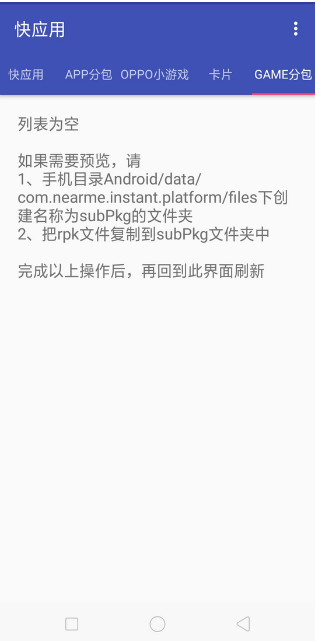 快应用
快应用 APP分包 OPPO小游戏 卡片 GAME分包
列表为空
如果需要预览，请
1、手机目录Android/data/
com.nearme.instant.platform/files下创
建名称为subPkg的文件夹
2、把rpk文件复制到subPkg文件夹中
完成以上操作后，再回到此界面刷新